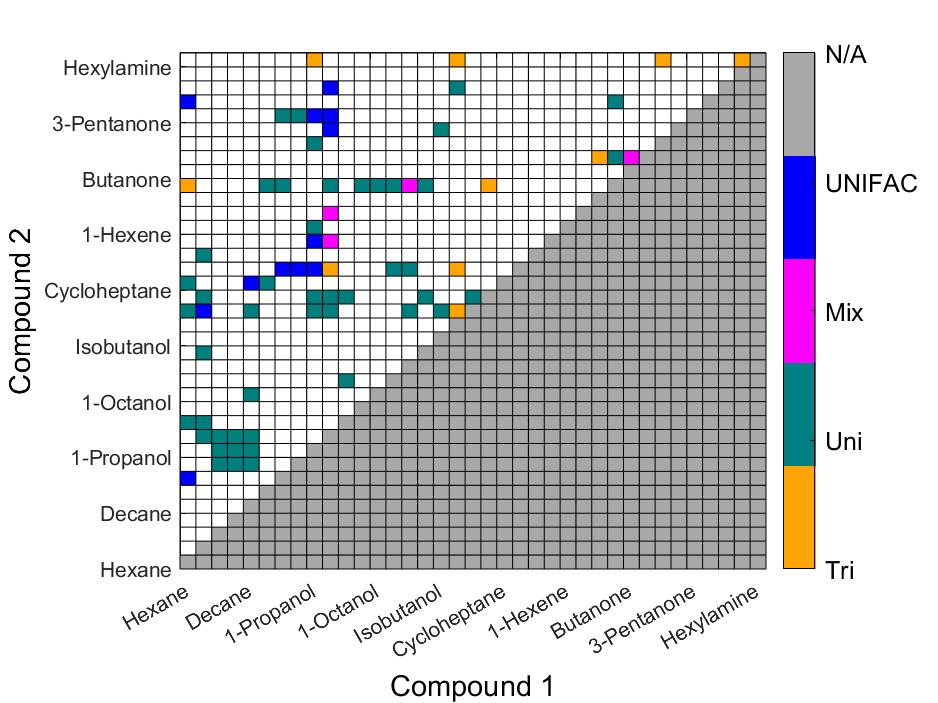 Compound 2
Hexylamine
3-Pentanone
Butanone
1-Hexene
Cycloheptane
Isobutanol
1-Octanol
1-Propanol
Decane
Hexane
Hexane
Decane
1-Propanol
1-Octanol
Isobutanol
Cycloheptane
1-Hexene
Butanone
3-Pentanone
Hexylamine
Compound 1
N/A
UNIFAC
Mix
Uni
Tri